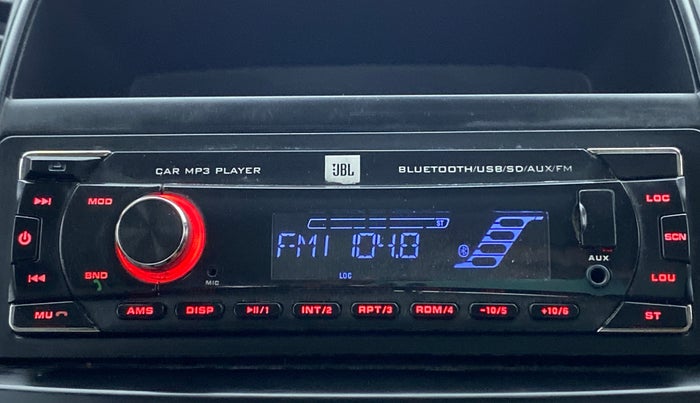 CAR MP3 PLAYER
JBL
BLUETOOTH/USB/SD/AUX/FM
MOD
LOC
ST
FM1 104.8
LOC
SCN
AUX
BND
MIC
LOU
MU
AMS
DISP
/1
INT/2
RPT/3
RDM/4
-10/5
+10/6
ST